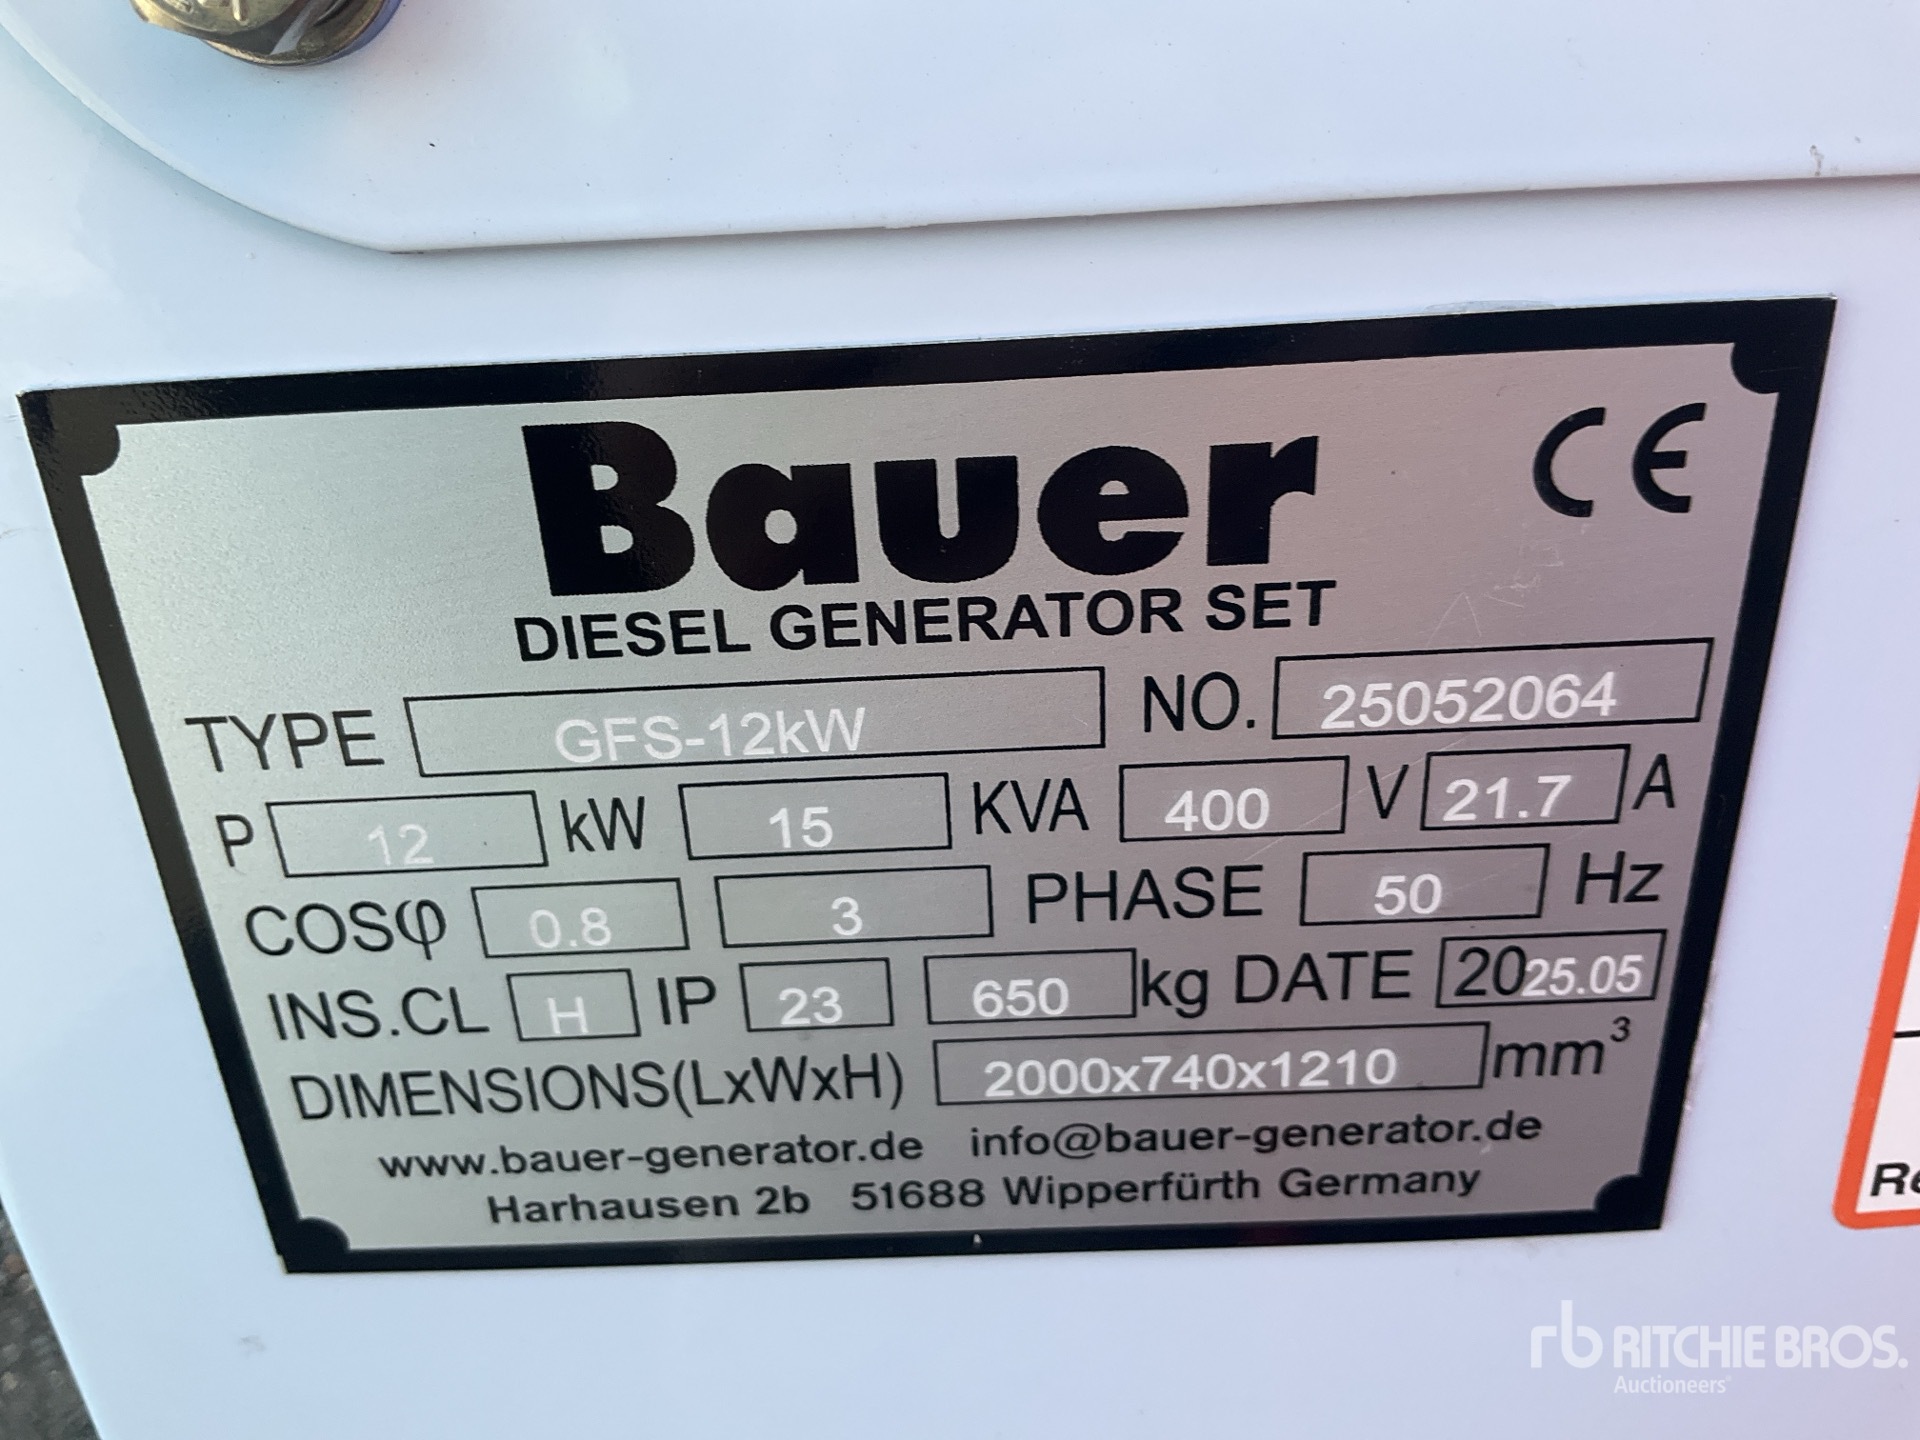 Bauer CE
DIESEL GENERATOR SET
TYPE GFS-12kW NO. 25052064
P 12 kW 15 KVA 400 V 21.7 A
COSφ 0.8 3 PHASE 50 Hz
INS.CL H IP 23 650 kg DATE 2025.05
DIMENSIONS(LxWxH) 2000x740x1210 mm³
www.bauer-generator.de info@bauer-generator.de
Harhausen 2b 51688 Wipperfürth Germany
rb RITCHIE BROS.
Auctioneers